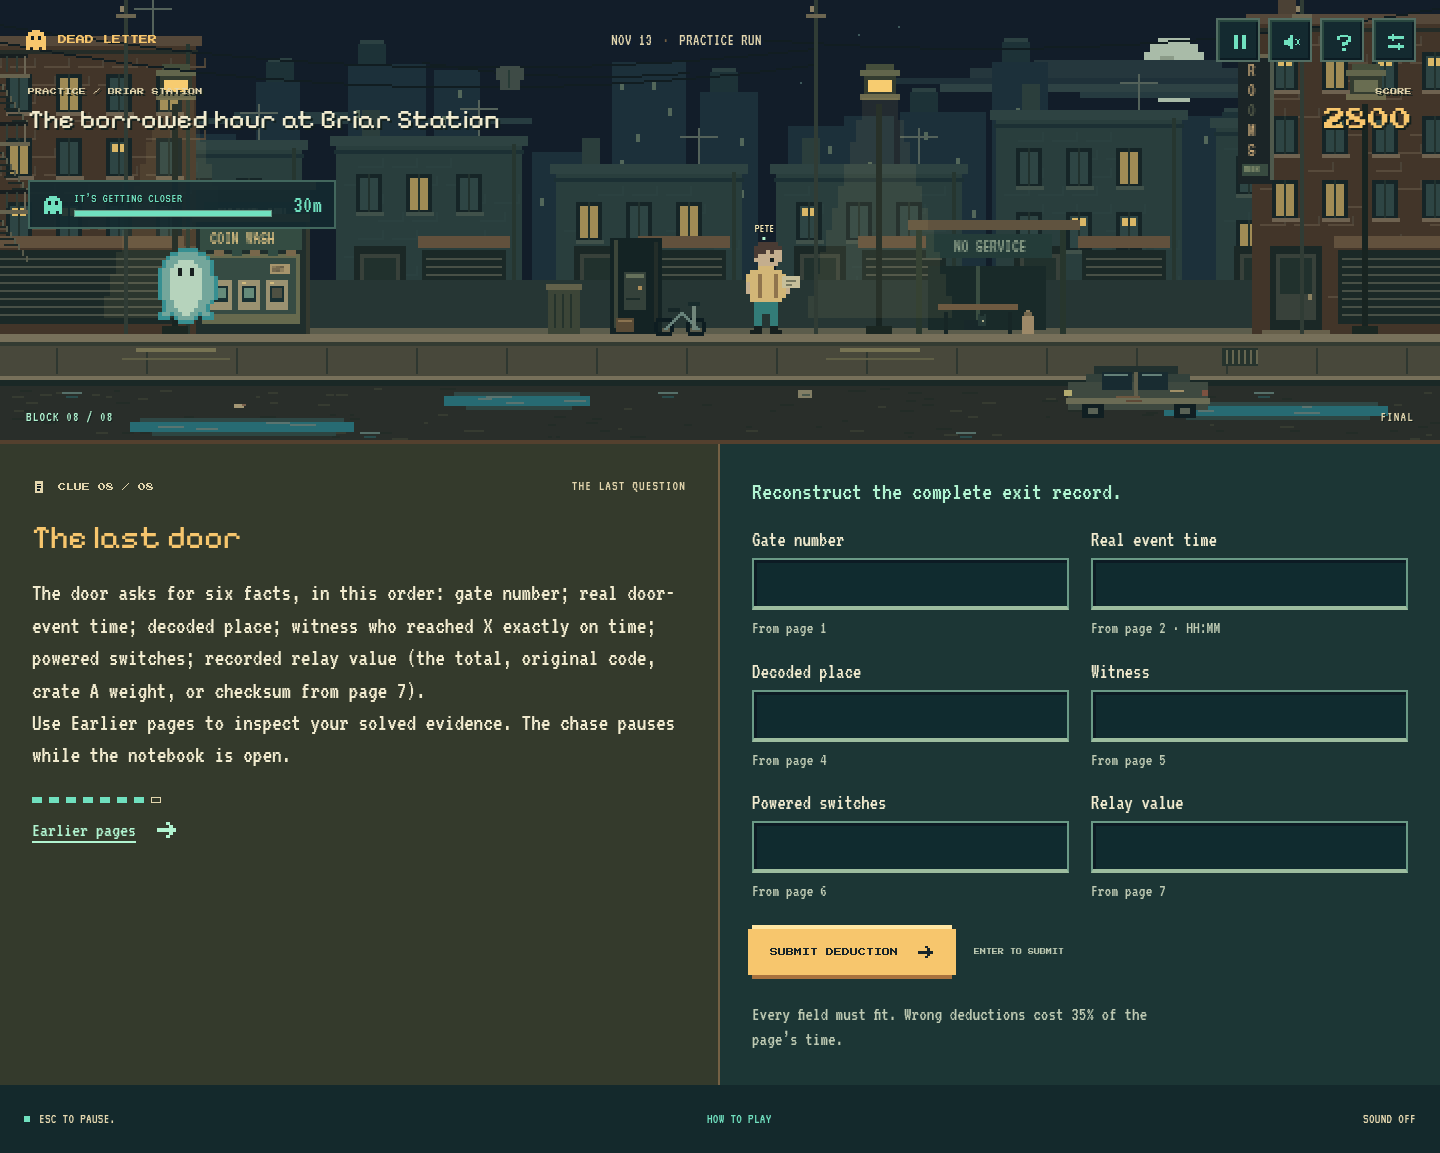 DEAD LETTER
NOV 13 · PRACTICE RUN
PRACTICE / BRIAR STATION
The borrowed hour at Briar Station
SCORE
2800
IT'S GETTING CLOSER
30m
ROOMS
COIN WASH
PETE
NO SERVICE
BLOCK 08 / 08
FINAL
CLUE 08 / 08
THE LAST QUESTION
The last door
The door asks for six facts, in this order: gate number; real door-
event time; decoded place; witness who reached X exactly on time;
powered switches; recorded relay value (the total, original code,
crate A weight, or checksum from page 7).
Use Earlier pages to inspect your solved evidence. The chase pauses
while the notebook is open.
Earlier pages
Reconstruct the complete exit record.
Gate number
Real event time
From page 1
From page 2 · HH:MM
Decoded place
Witness
From page 4
From page 5
Powered switches
Relay value
From page 6
From page 7
SUBMIT DEDUCTION
ENTER TO SUBMIT
Every field must fit. Wrong deductions cost 35% of the
page's time.
ESC TO PAUSE.
HOW TO PLAY
SOUND OFF